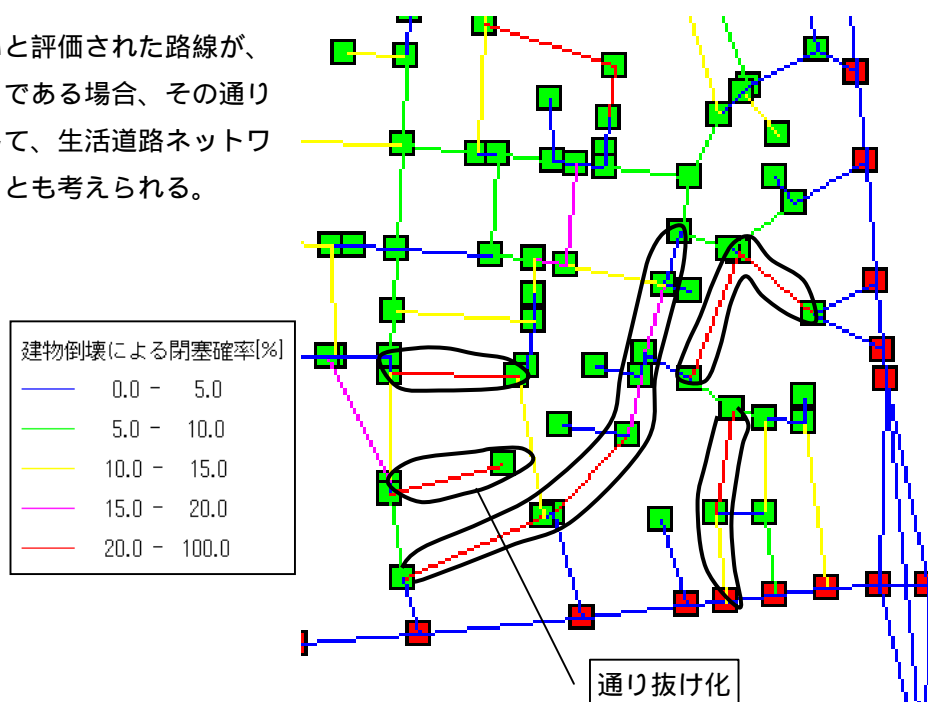 と評価された路線が、
である場合、その通り
て、生活道路ネットワ
とも考えられる。
建物倒壊による閉塞確率[%]
0.0 - 5.0
5.0 - 10.0
10.0 - 15.0
15.0 - 20.0
20.0 - 100.0
通り抜け化